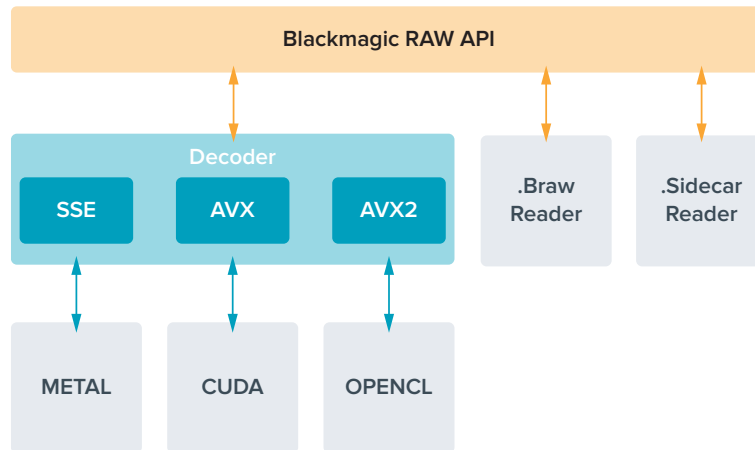 Blackmagic RAW API
Decoder
SSE
AVX
AVX2
.Braw
Reader
.Sidecar
Reader
METAL
CUDA
OPENCL